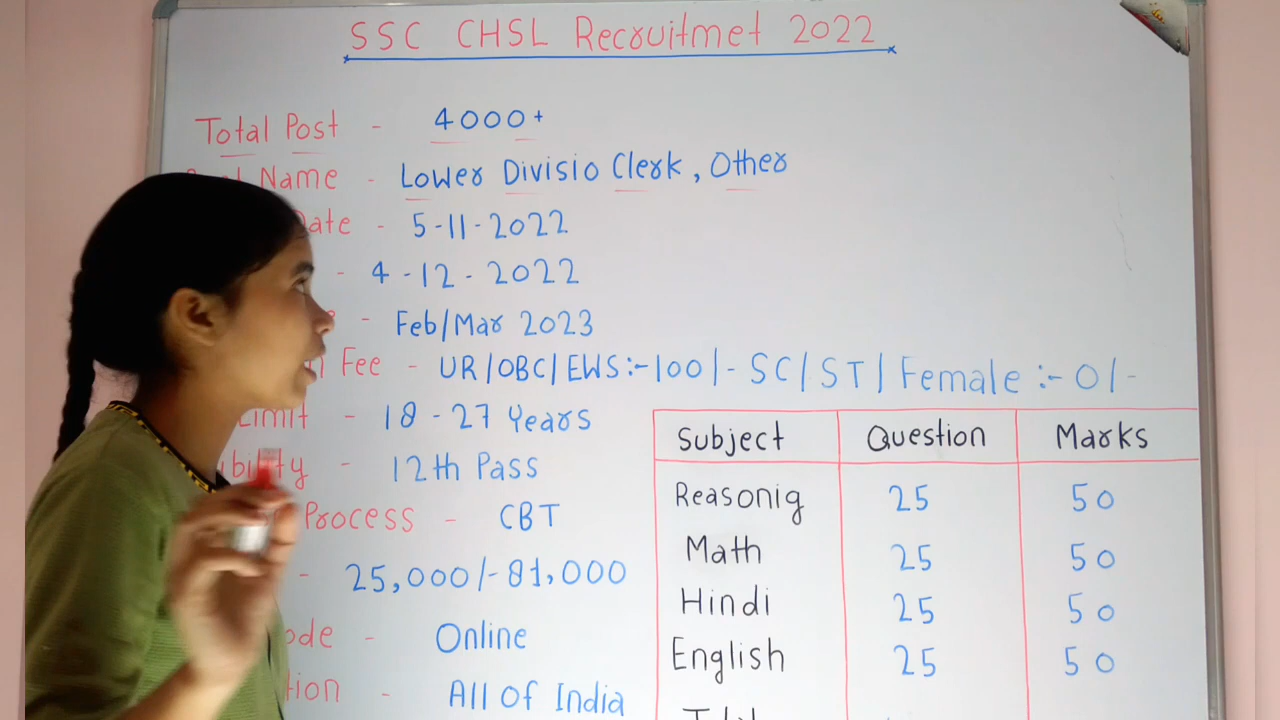 SSC CHSL Recruitmet 2022
Total Post - 4000+
Name - Lower Divisio Clerk, Other
Date - 5-11-2022
- 4-12-2022
- Feb/Mar 2023
Fee - UR/OBC/EWS:-100/- SC/ST/Female:-0/-
Limit - 18-27 Years
- 12th Pass
Process - CBT
- 25,000/-81,000
- Online
- All Of India
Subject Question Marks
Reasonig 25 50
Math 25 50
Hindi 25 50
English 25 50